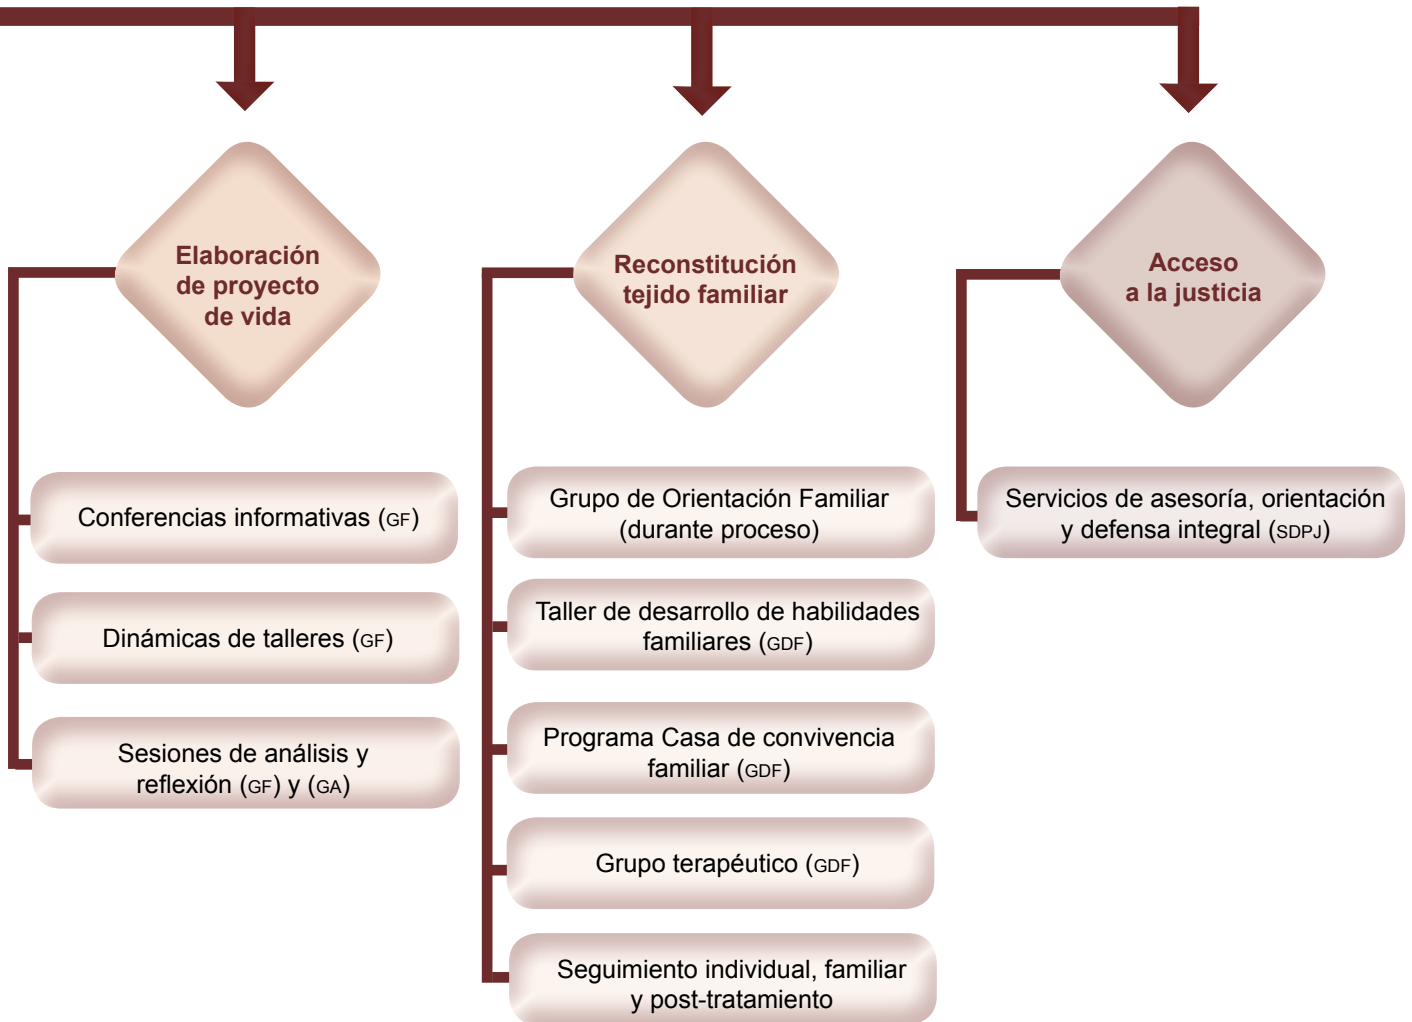 Elaboración
de proyecto
de vida
Conferencias informativas (GF)
Dinámicas de talleres (GF)
Sesiones de análisis y
reflexión (GF) y (GA)
Reconstitución
tejido familiar
Grupo de Orientación Familiar
(durante proceso)
Taller de desarrollo de habilidades
familiares (GDF)
Programa Casa de convivencia
familiar (GDF)
Grupo terapéutico (GDF)
Seguimiento individual, familiar
y post-tratamiento
Acceso
a la justicia
Servicios de asesoría, orientación
y defensa integral (SDPJ)